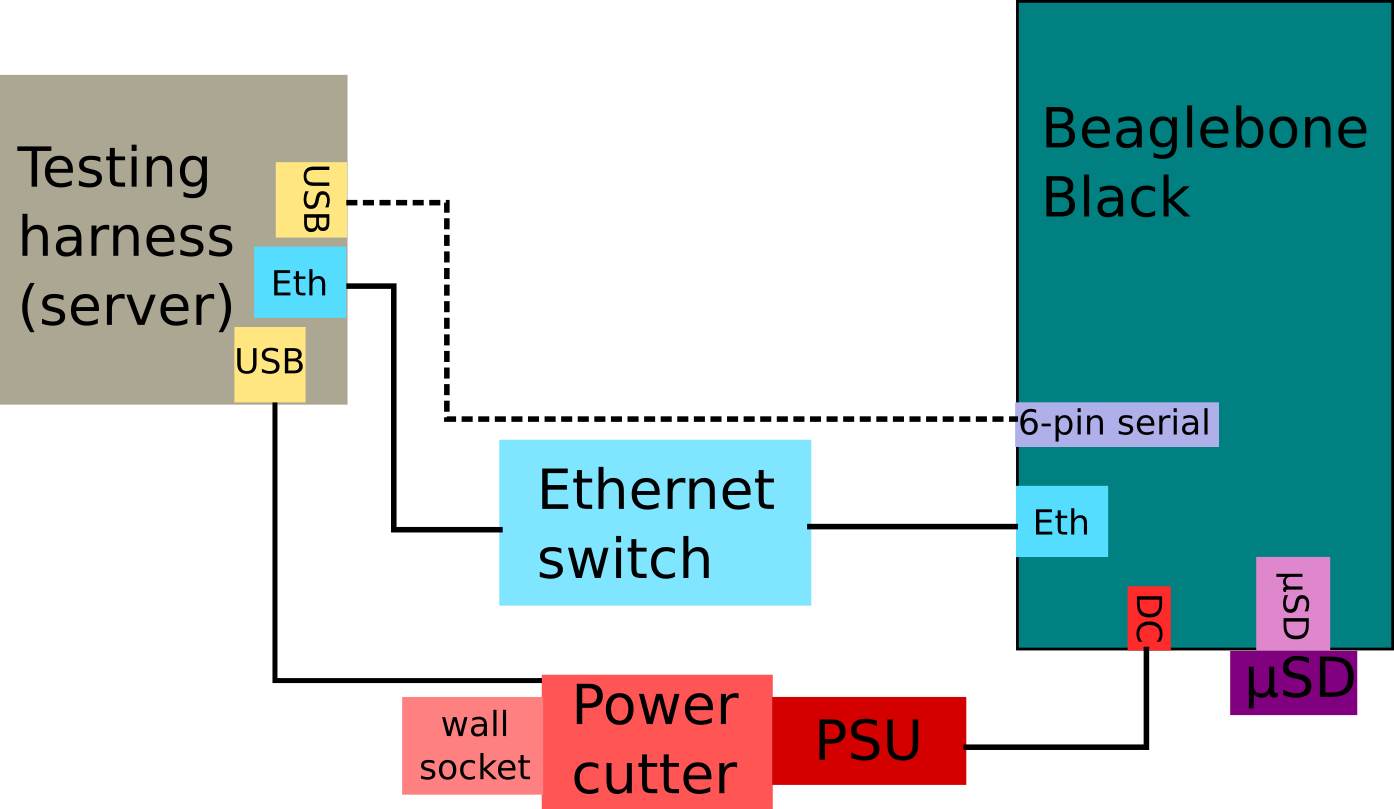 Testing
harness
(server)
USB
Eth
USB
Beaglebone
Black
6-pin serial
Eth
DC
µSD
µSD
Ethernet
switch
wall
socket
Power
cutter
PSU